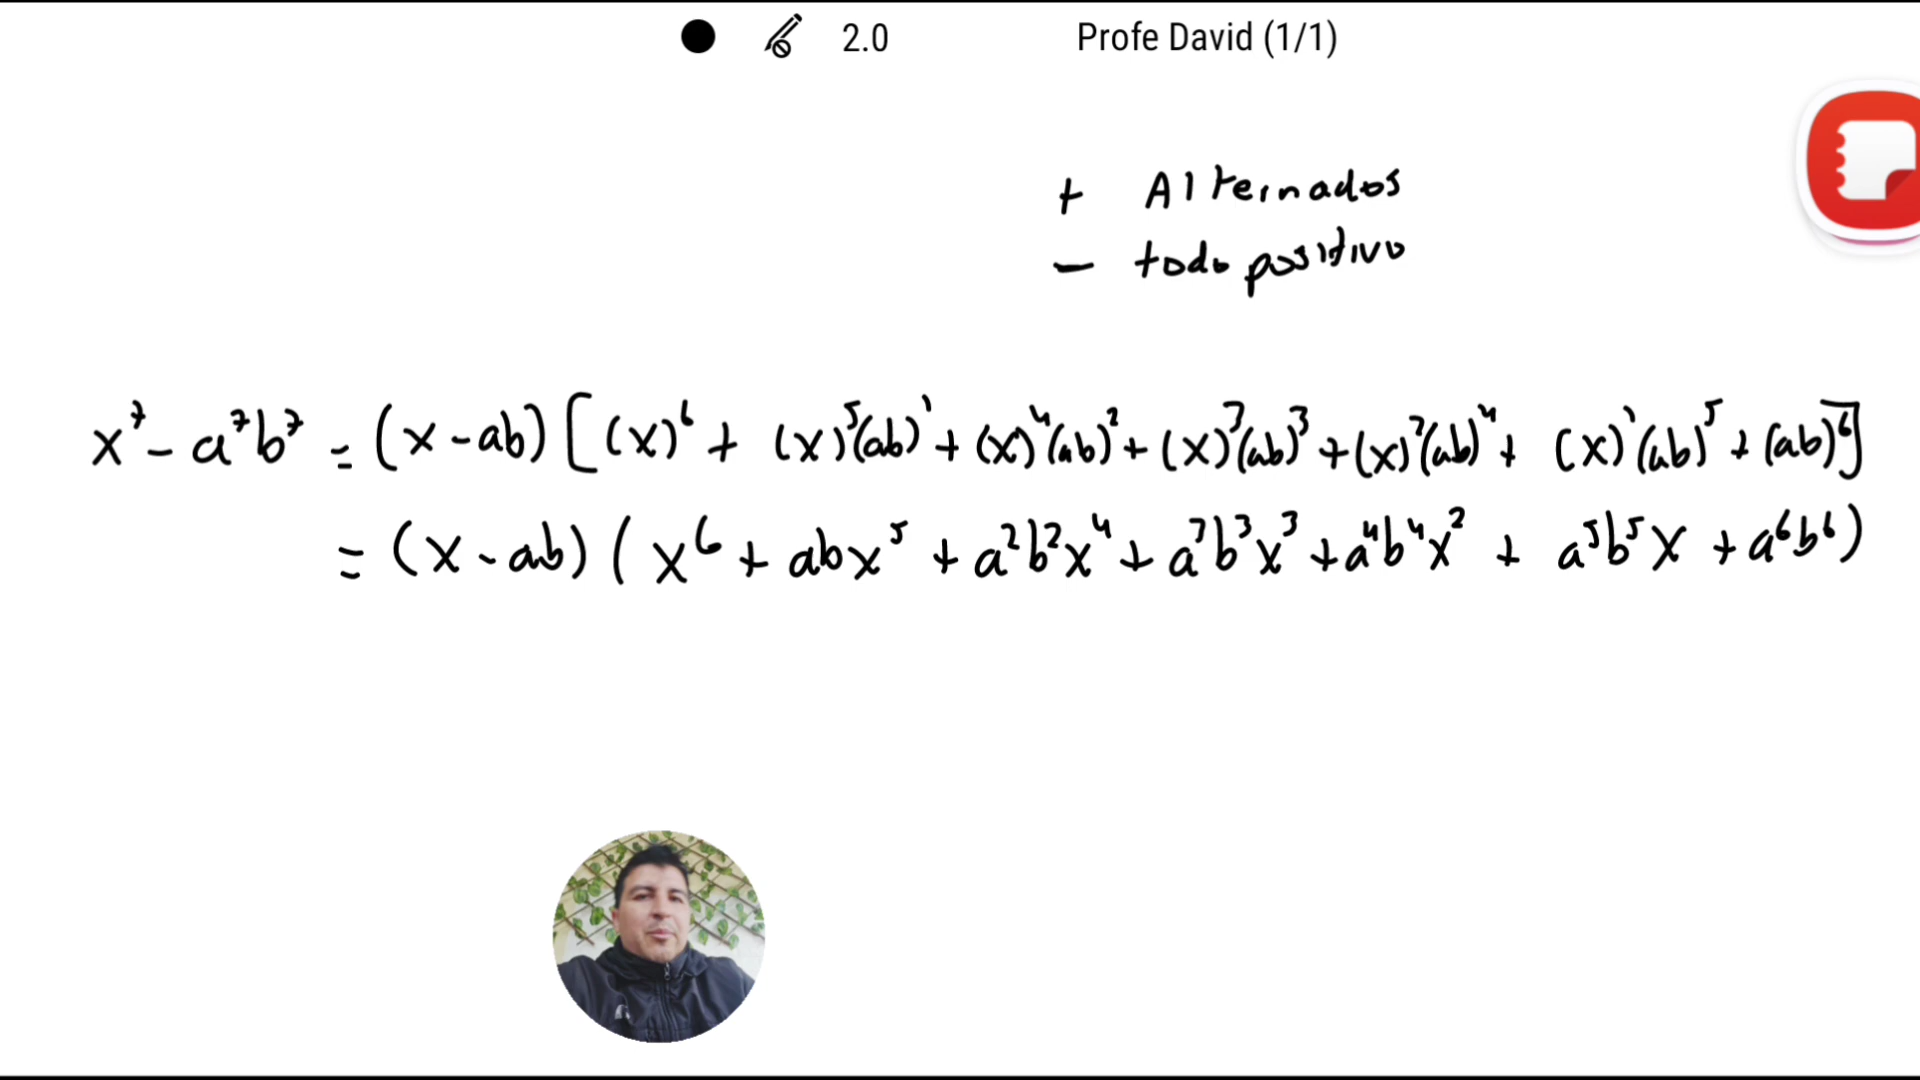 2.0 Profe David (1/1)
+ Alternados
- todo positivo
x⁷ - a⁷b⁷ = (x - ab) [(x)⁶ + (x)⁵(ab)¹ + (x)⁴(ab)² + (x)³(ab)³ + (x)²(ab)⁴ + (x)¹(ab)⁵ + (ab)⁶]
= (x - ab) (x⁶ + abx⁵ + a²b²x⁴ + a³b³x³ + a⁴b⁴x² + a⁵b⁵x + a⁶b⁶)